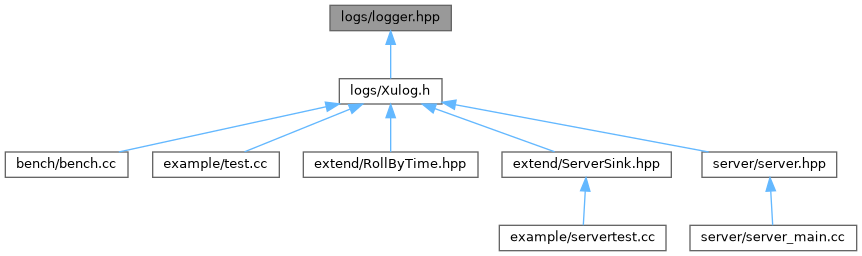 logs/logger.hpp
logs/Xulog.h
bench/bench.cc
example/test.cc
extend/RollByTime.hpp
extend/ServerSink.hpp
server/server.hpp
example/servertest.cc
server/server_main.cc